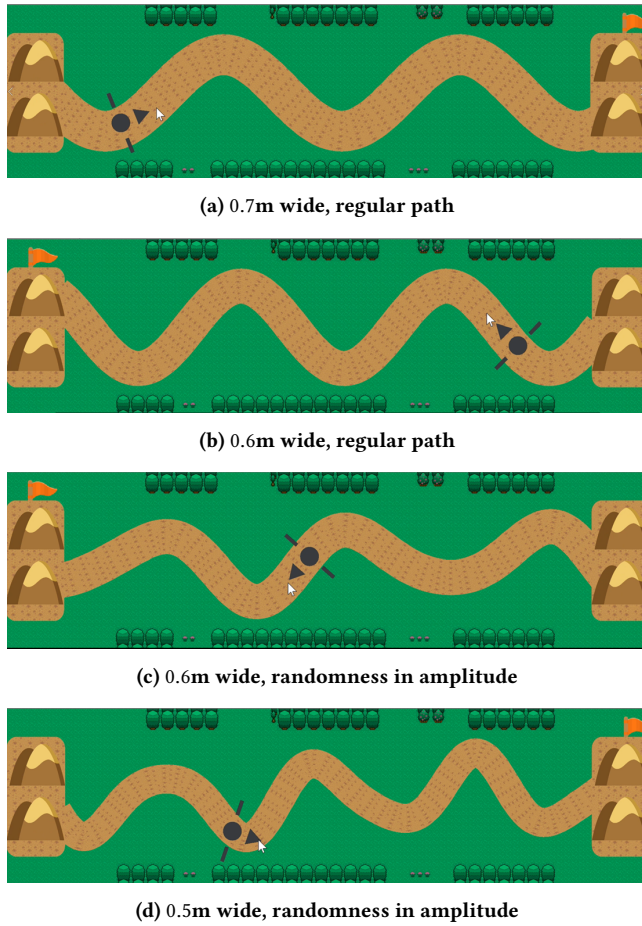 (a) 0.7m wide, regular path
(b) 0.6m wide, regular path
(c) 0.6m wide, randomness in amplitude
(d) 0.5m wide, randomness in amplitude